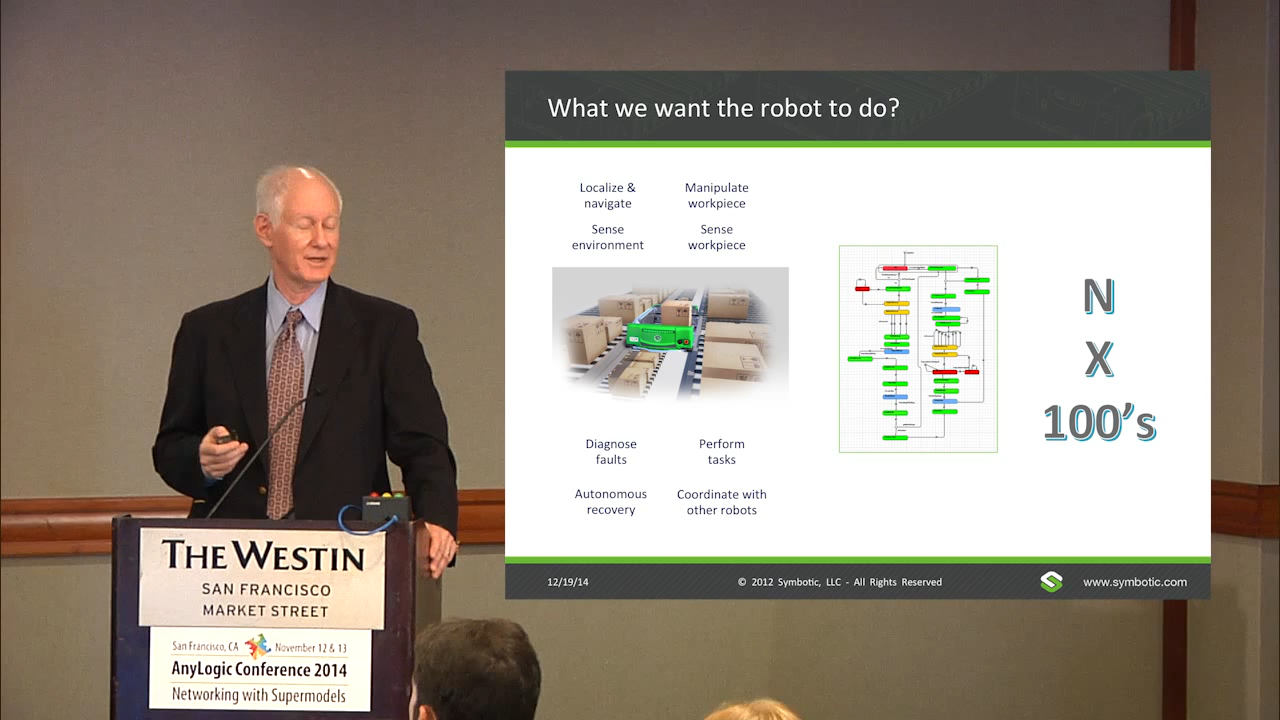 What we want the robot to do?
Localize &
navigate
Manipulate
workpiece
Sense
environment
Sense
workpiece
N
X
100's
Diagnose
faults
Perform
tasks
Autonomous
recovery
Coordinate with
other robots
12/19/14
© 2012 Symbotic, LLC - All Rights Reserved
www.symbotic.com
THE WESTIN
SAN FRANCISCO
MARKET STREET
San Francisco, CA November 12 & 13
AnyLogic Conference 2014
Networking with Supermodels